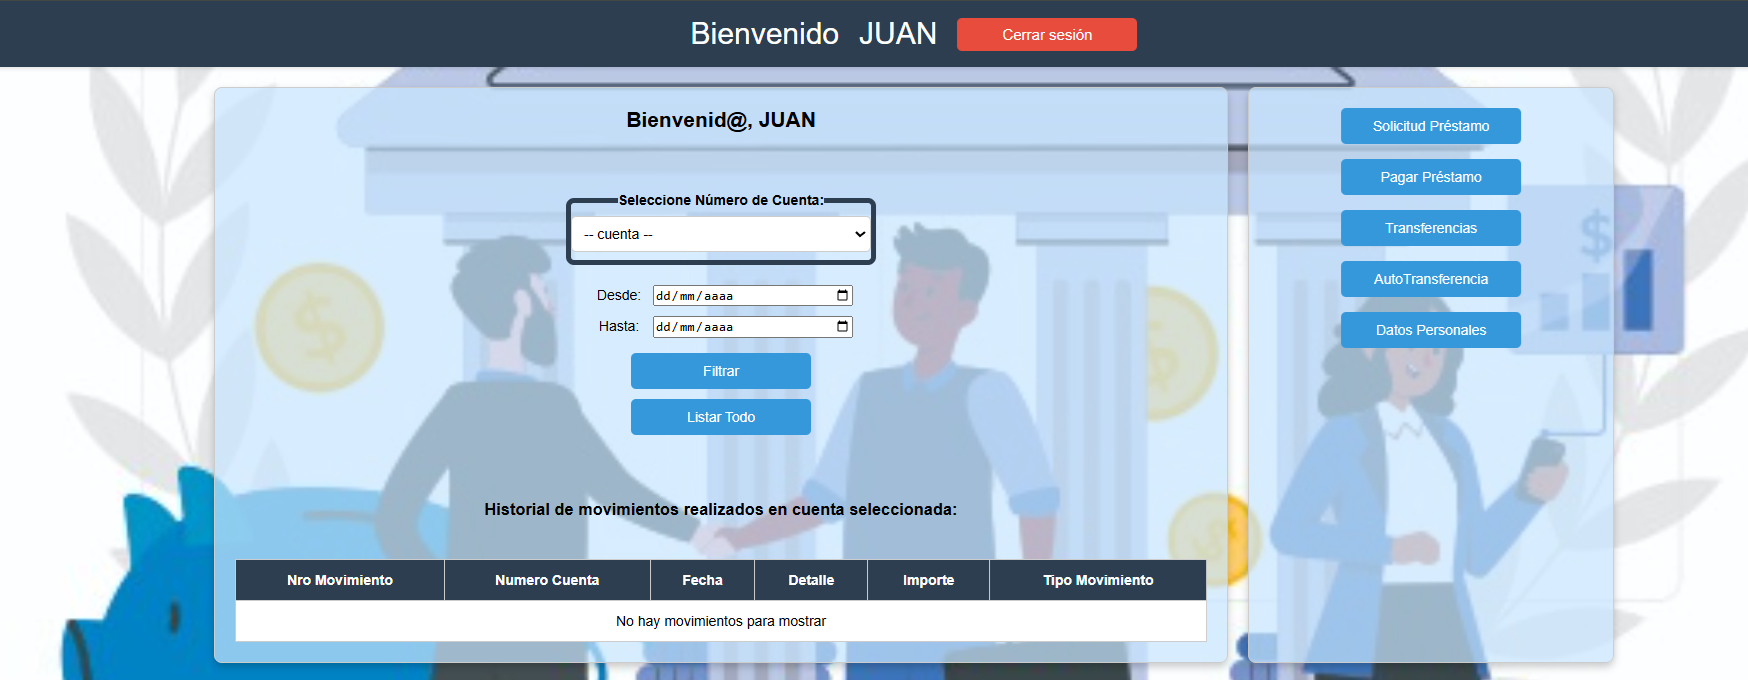 Bienvenido JUAN Cerrar sesión
Bienvenid@, JUAN
Seleccione Número de Cuenta:
-- cuenta --
Desde: dd/mm/aaaa
Hasta: dd/mm/aaaa
Filtrar
Listar Todo
Historial de movimientos realizados en cuenta seleccionada:
Nro Movimiento Numero Cuenta Fecha Detalle Importe Tipo Movimiento
No hay movimientos para mostrar
Solicitud Préstamo
Pagar Préstamo
Transferencias
AutoTransferencia
Datos Personales